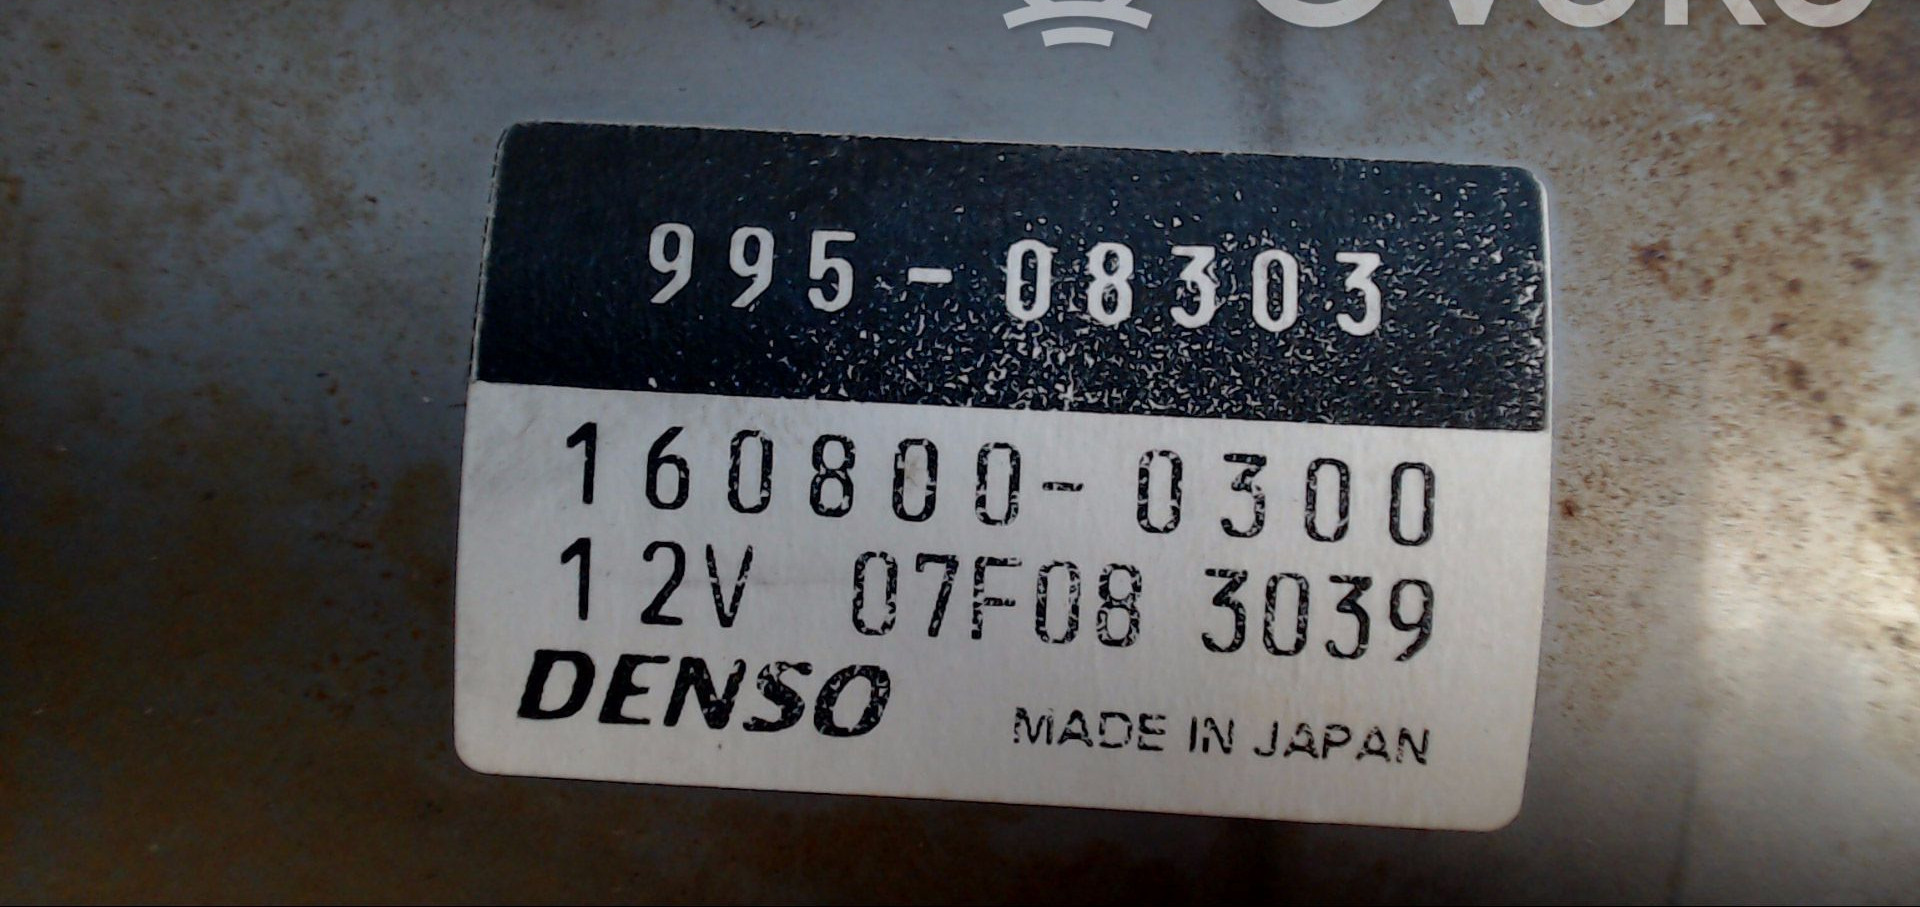 995-08303
160800-0300
12V 07F08 3039
DENSO
MADE IN JAPAN